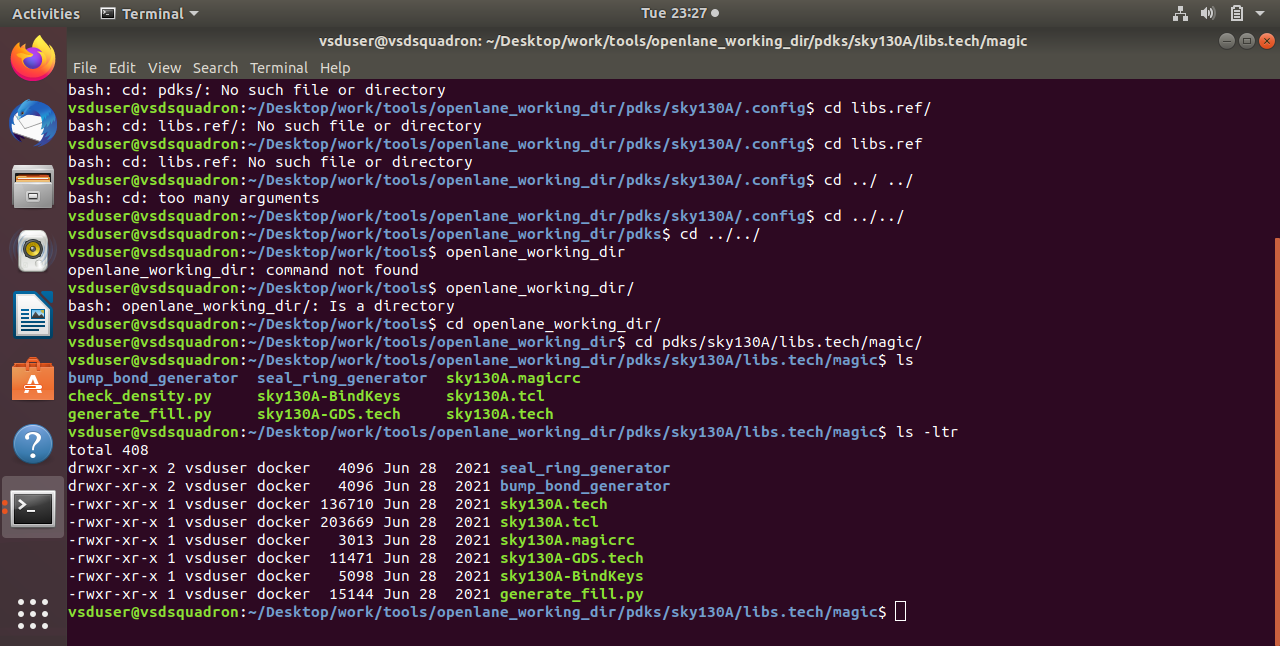 Activities Terminal Tue 23:27
vsduser@vsdsquadron: ~/Desktop/work/tools/openlane_working_dir/pdks/sky130A/libs.tech/magic
File Edit View Search Terminal Help
bash: cd: pdks/: No such file or directory
vsduser@vsdsquadron:~/Desktop/work/tools/openlane_working_dir/pdks/sky130A/.config$ cd libs.ref/
bash: cd: libs.ref/: No such file or directory
vsduser@vsdsquadron:~/Desktop/work/tools/openlane_working_dir/pdks/sky130A/.config$ cd libs.ref
bash: cd: libs.ref: No such file or directory
vsduser@vsdsquadron:~/Desktop/work/tools/openlane_working_dir/pdks/sky130A/.config$ cd ../ ../
bash: cd: too many arguments
vsduser@vsdsquadron:~/Desktop/work/tools/openlane_working_dir/pdks/sky130A/.config$ cd ../../
vsduser@vsdsquadron:~/Desktop/work/tools/openlane_working_dir/pdks$ cd ../../
vsduser@vsdsquadron:~/Desktop/work/tools$ openlane_working_dir
openlane_working_dir: command not found
vsduser@vsdsquadron:~/Desktop/work/tools$ openlane_working_dir/
bash: openlane_working_dir/: Is a directory
vsduser@vsdsquadron:~/Desktop/work/tools$ cd openlane_working_dir/
vsduser@vsdsquadron:~/Desktop/work/tools/openlane_working_dir$ cd pdks/sky130A/libs.tech/magic/
vsduser@vsdsquadron:~/Desktop/work/tools/openlane_working_dir/pdks/sky130A/libs.tech/magic$ ls
bump_bond_generator seal_ring_generator sky130A.magicrc
check_density.py sky130A-BindKeys sky130A.tcl
generate_fill.py sky130A-GDS.tech sky130A.tech
vsduser@vsdsquadron:~/Desktop/work/tools/openlane_working_dir/pdks/sky130A/libs.tech/magic$ ls -ltr
total 408
drwxr-xr-x 2 vsduser docker 4096 Jun 28 2021 seal_ring_generator
drwxr-xr-x 2 vsduser docker 4096 Jun 28 2021 bump_bond_generator
-rwxr-xr-x 1 vsduser docker 136710 Jun 28 2021 sky130A.tech
-rwxr-xr-x 1 vsduser docker 203669 Jun 28 2021 sky130A.tcl
-rwxr-xr-x 1 vsduser docker 3013 Jun 28 2021 sky130A.magicrc
-rwxr-xr-x 1 vsduser docker 11471 Jun 28 2021 sky130A-GDS.tech
-rwxr-xr-x 1 vsduser docker 5098 Jun 28 2021 sky130A-BindKeys
-rwxr-xr-x 1 vsduser docker 15144 Jun 28 2021 generate_fill.py
vsduser@vsdsquadron:~/Desktop/work/tools/openlane_working_dir/pdks/sky130A/libs.tech/magic$